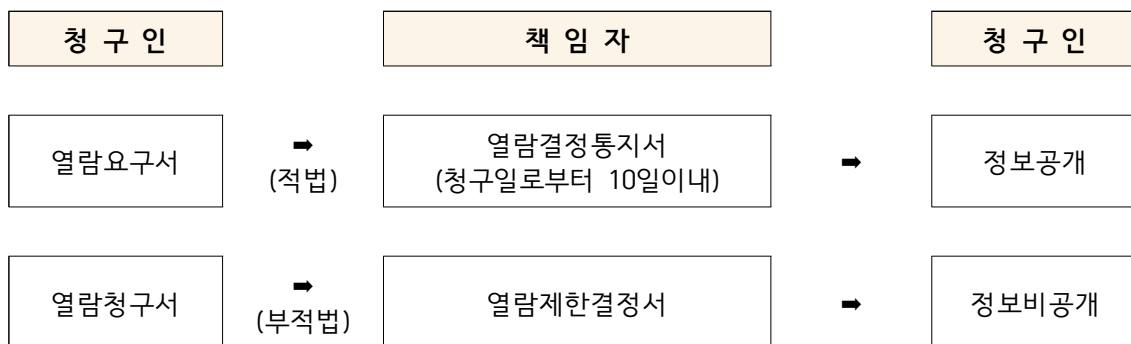 청 구 인
책 임 자
청 구 인
열람요구서
➡
(적법)
열람결정통지서
(청구일로부터 10일이내)
➡
정보공개
열람청구서
➡
(부적법)
열람제한결정서
➡
정보비공개